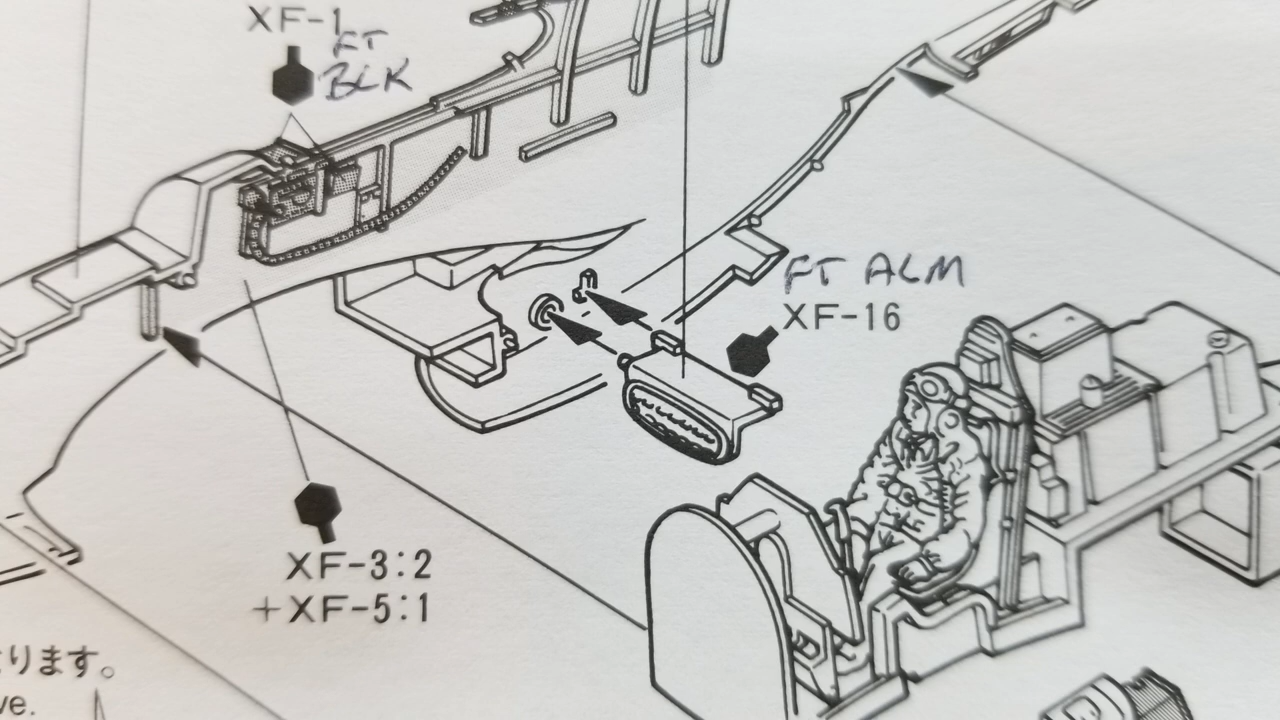 XF-1
FT
BLK
FT ALM
XF-16
XF-3:2
+XF-5:1
ります。
ve.